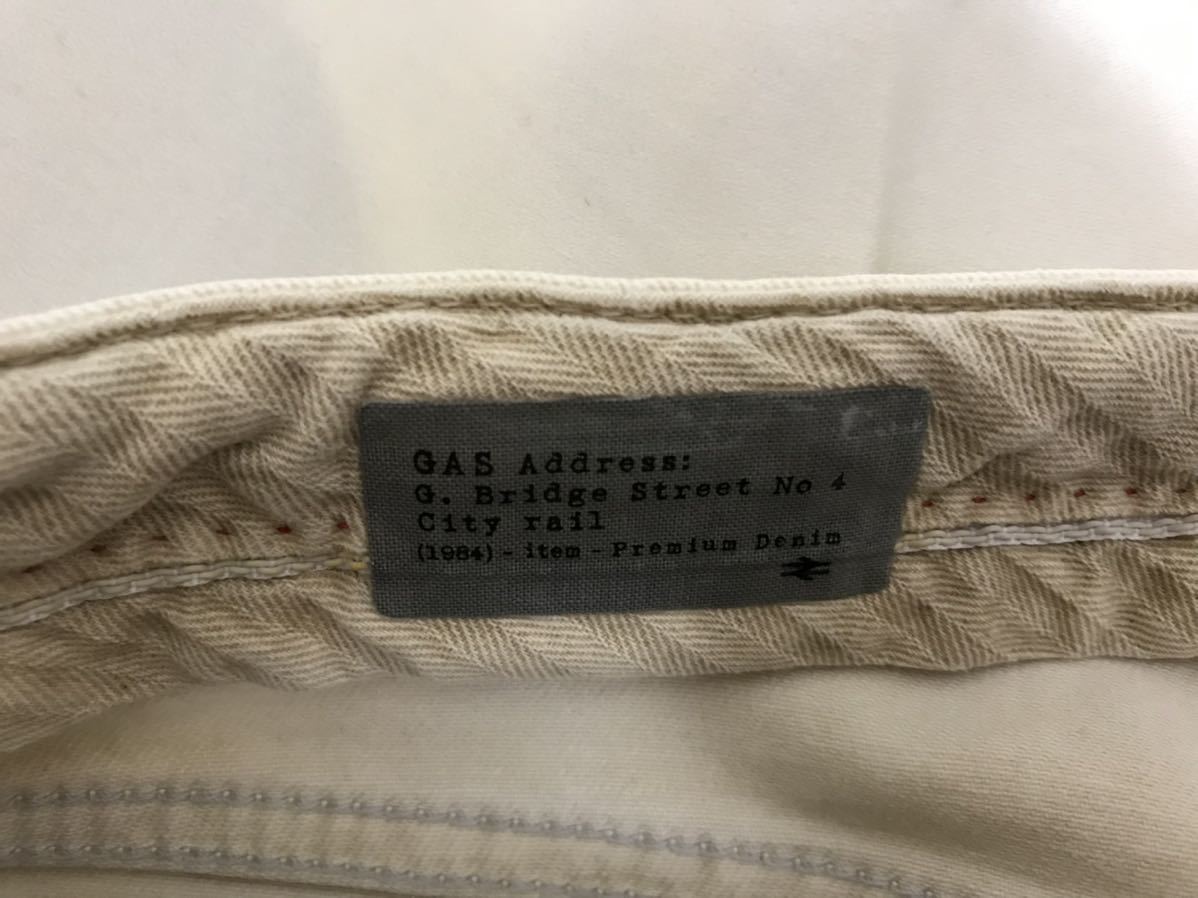 GAS Address:
G. Bridge Street No 4
City rail
(1984) - item - Premium Denim